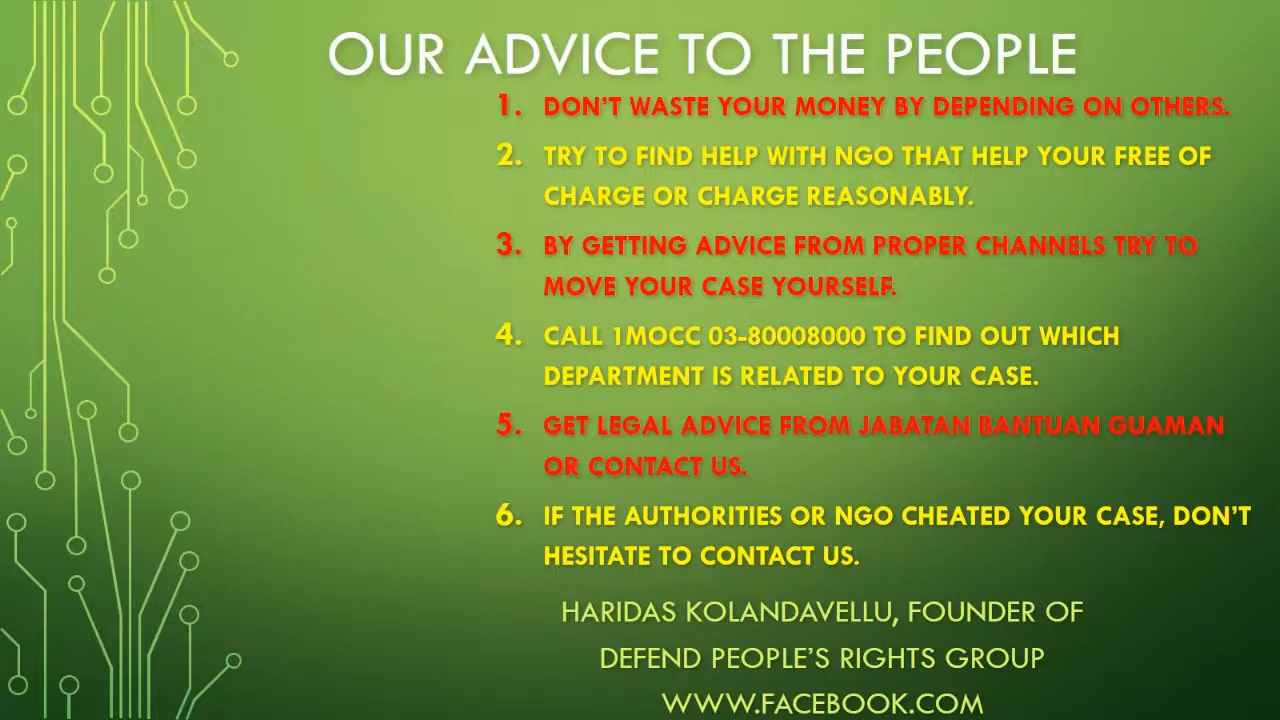 OUR ADVICE TO THE PEOPLE
1. DON'T WASTE YOUR MONEY BY DEPENDING ON OTHERS.
2. TRY TO FIND HELP WITH NGO THAT HELP YOUR FREE OF
CHARGE OR CHARGE REASONABLY.
3. BY GETTING ADVICE FROM PROPER CHANNELS TRY TO
MOVE YOUR CASE YOURSELF.
4. CALL 1MOCC 03-80008000 TO FIND OUT WHICH
DEPARTMENT IS RELATED TO YOUR CASE.
5. GET LEGAL ADVICE FROM JABATAN BANTUAN GUAMAN
OR CONTACT US.
6. IF THE AUTHORITIES OR NGO CHEATED YOUR CASE, DON'T
HESITATE TO CONTACT US.
HARIDAS KOLANDAVELLU, FOUNDER OF
DEFEND PEOPLE'S RIGHTS GROUP
WWW.FACEBOOK.COM